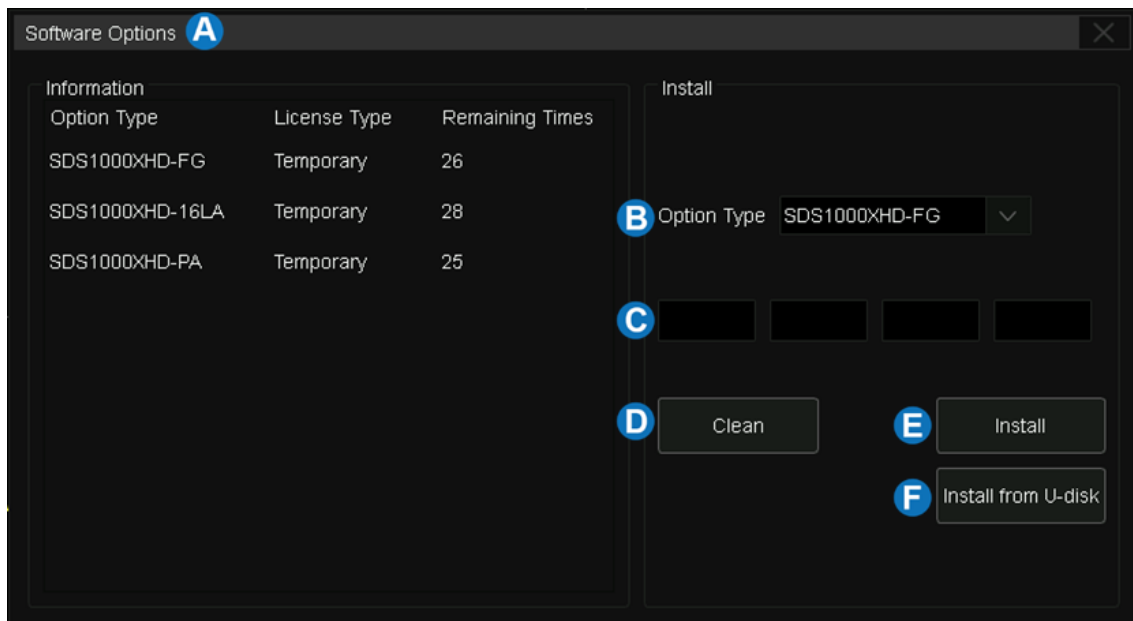 Software Options A
Information
Option Type License Type Remaining Times
SDS1000XHD-FG Temporary 26
SDS1000XHD-16LA Temporary 28
SDS1000XHD-PA Temporary 25
Install
B Option Type SDS1000XHD-FG
C
D Clean E Install
F Install from U-disk